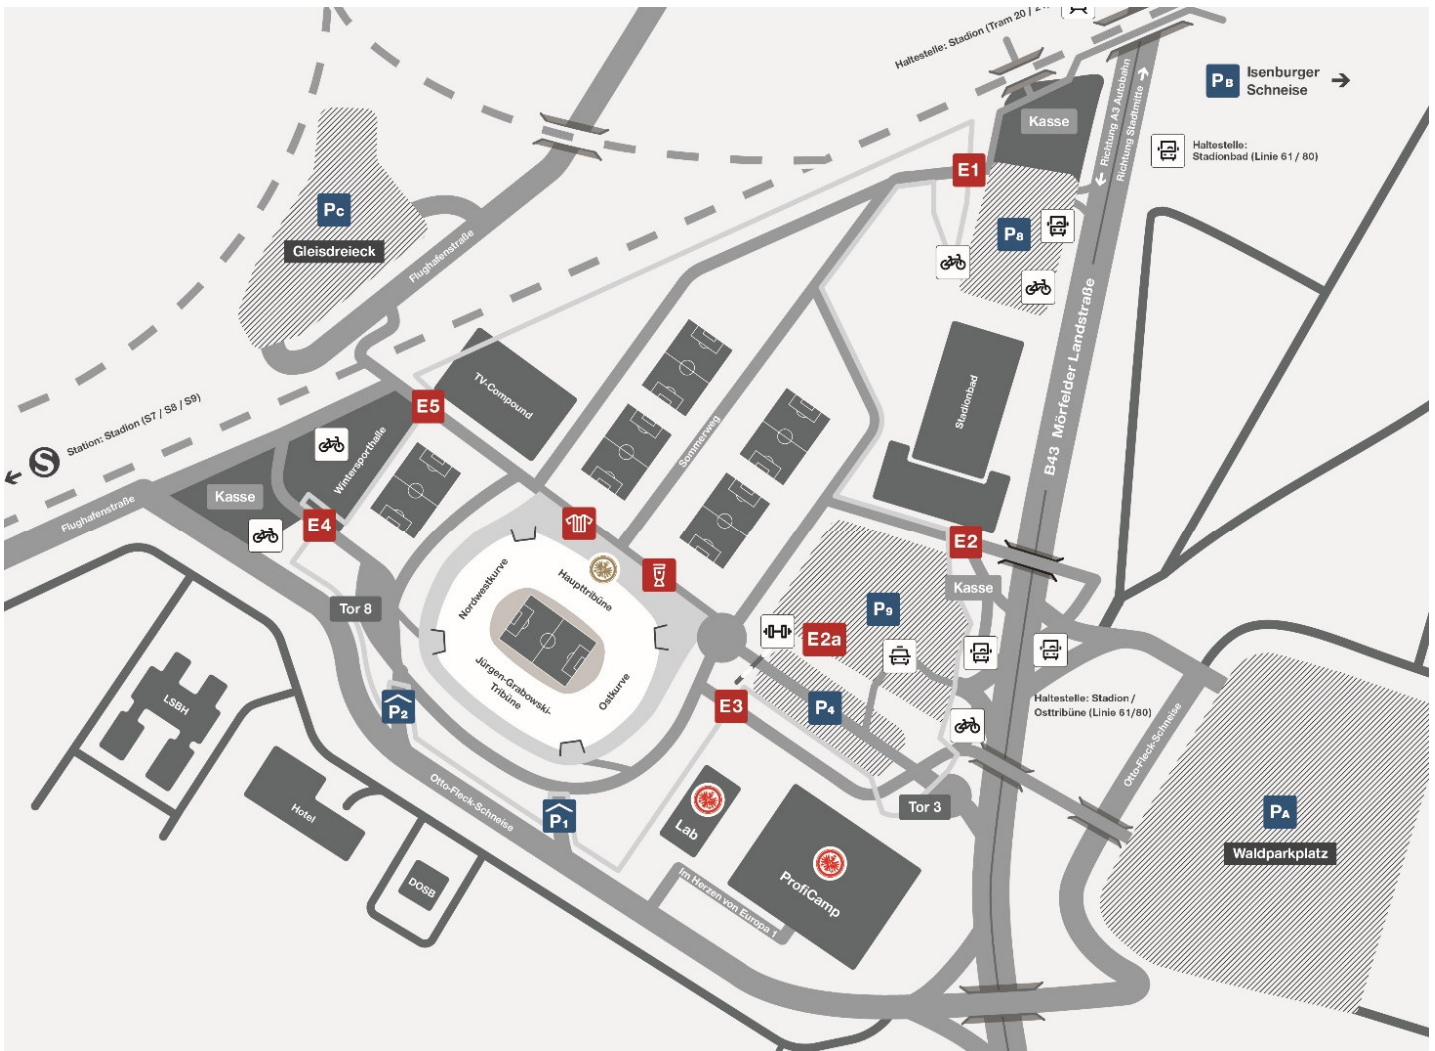 Haltestelle: Stadion (Tram 20 /
PB
Isenburger
Schneise
Richtung A3 Autobahn
Richtung Stadtmitte
Kasse
Haltestelle:
Stadionbad (Linie 61 / 80)
E1
PC
Gleisdreieck
P8
Flughafenstraße
B43 Mörfelder Landstraße
TV-Compound
Stadionbad
E5
Station: Stadion (S7 / S8 / S9)
S
Wintersporthalle
Sommerweg
Kasse
Flughafenstraße
E4
E2
Nordwestkurve
Haupttribüne
Kasse
Tor 8
P9
E2a
Jürgen-Grabowski-
Tribüne
Ostkurve
LSBH
P2
E3
P4
Haltestelle: Stadion /
Osttribüne (Linie 61/80)
Otto-Fleck-Schneise
Otto-Fleck-Schneise
Hotel
P1
Lab
Tor 3
PA
Waldparkplatz
DOSB
ProfiCamp
Im Herzen von Europa 1